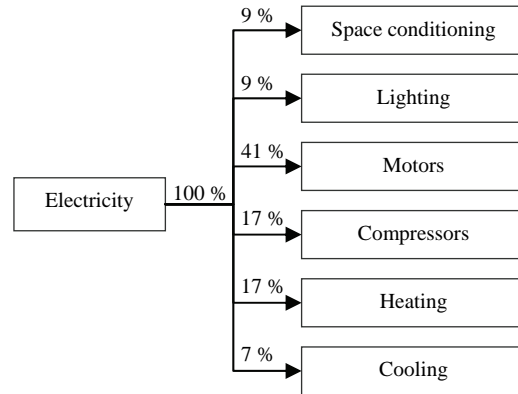 9 %
Space conditioning
9 %
Lighting
41 %
Motors
Electricity
100 %
17 %
Compressors
17 %
Heating
7 %
Cooling